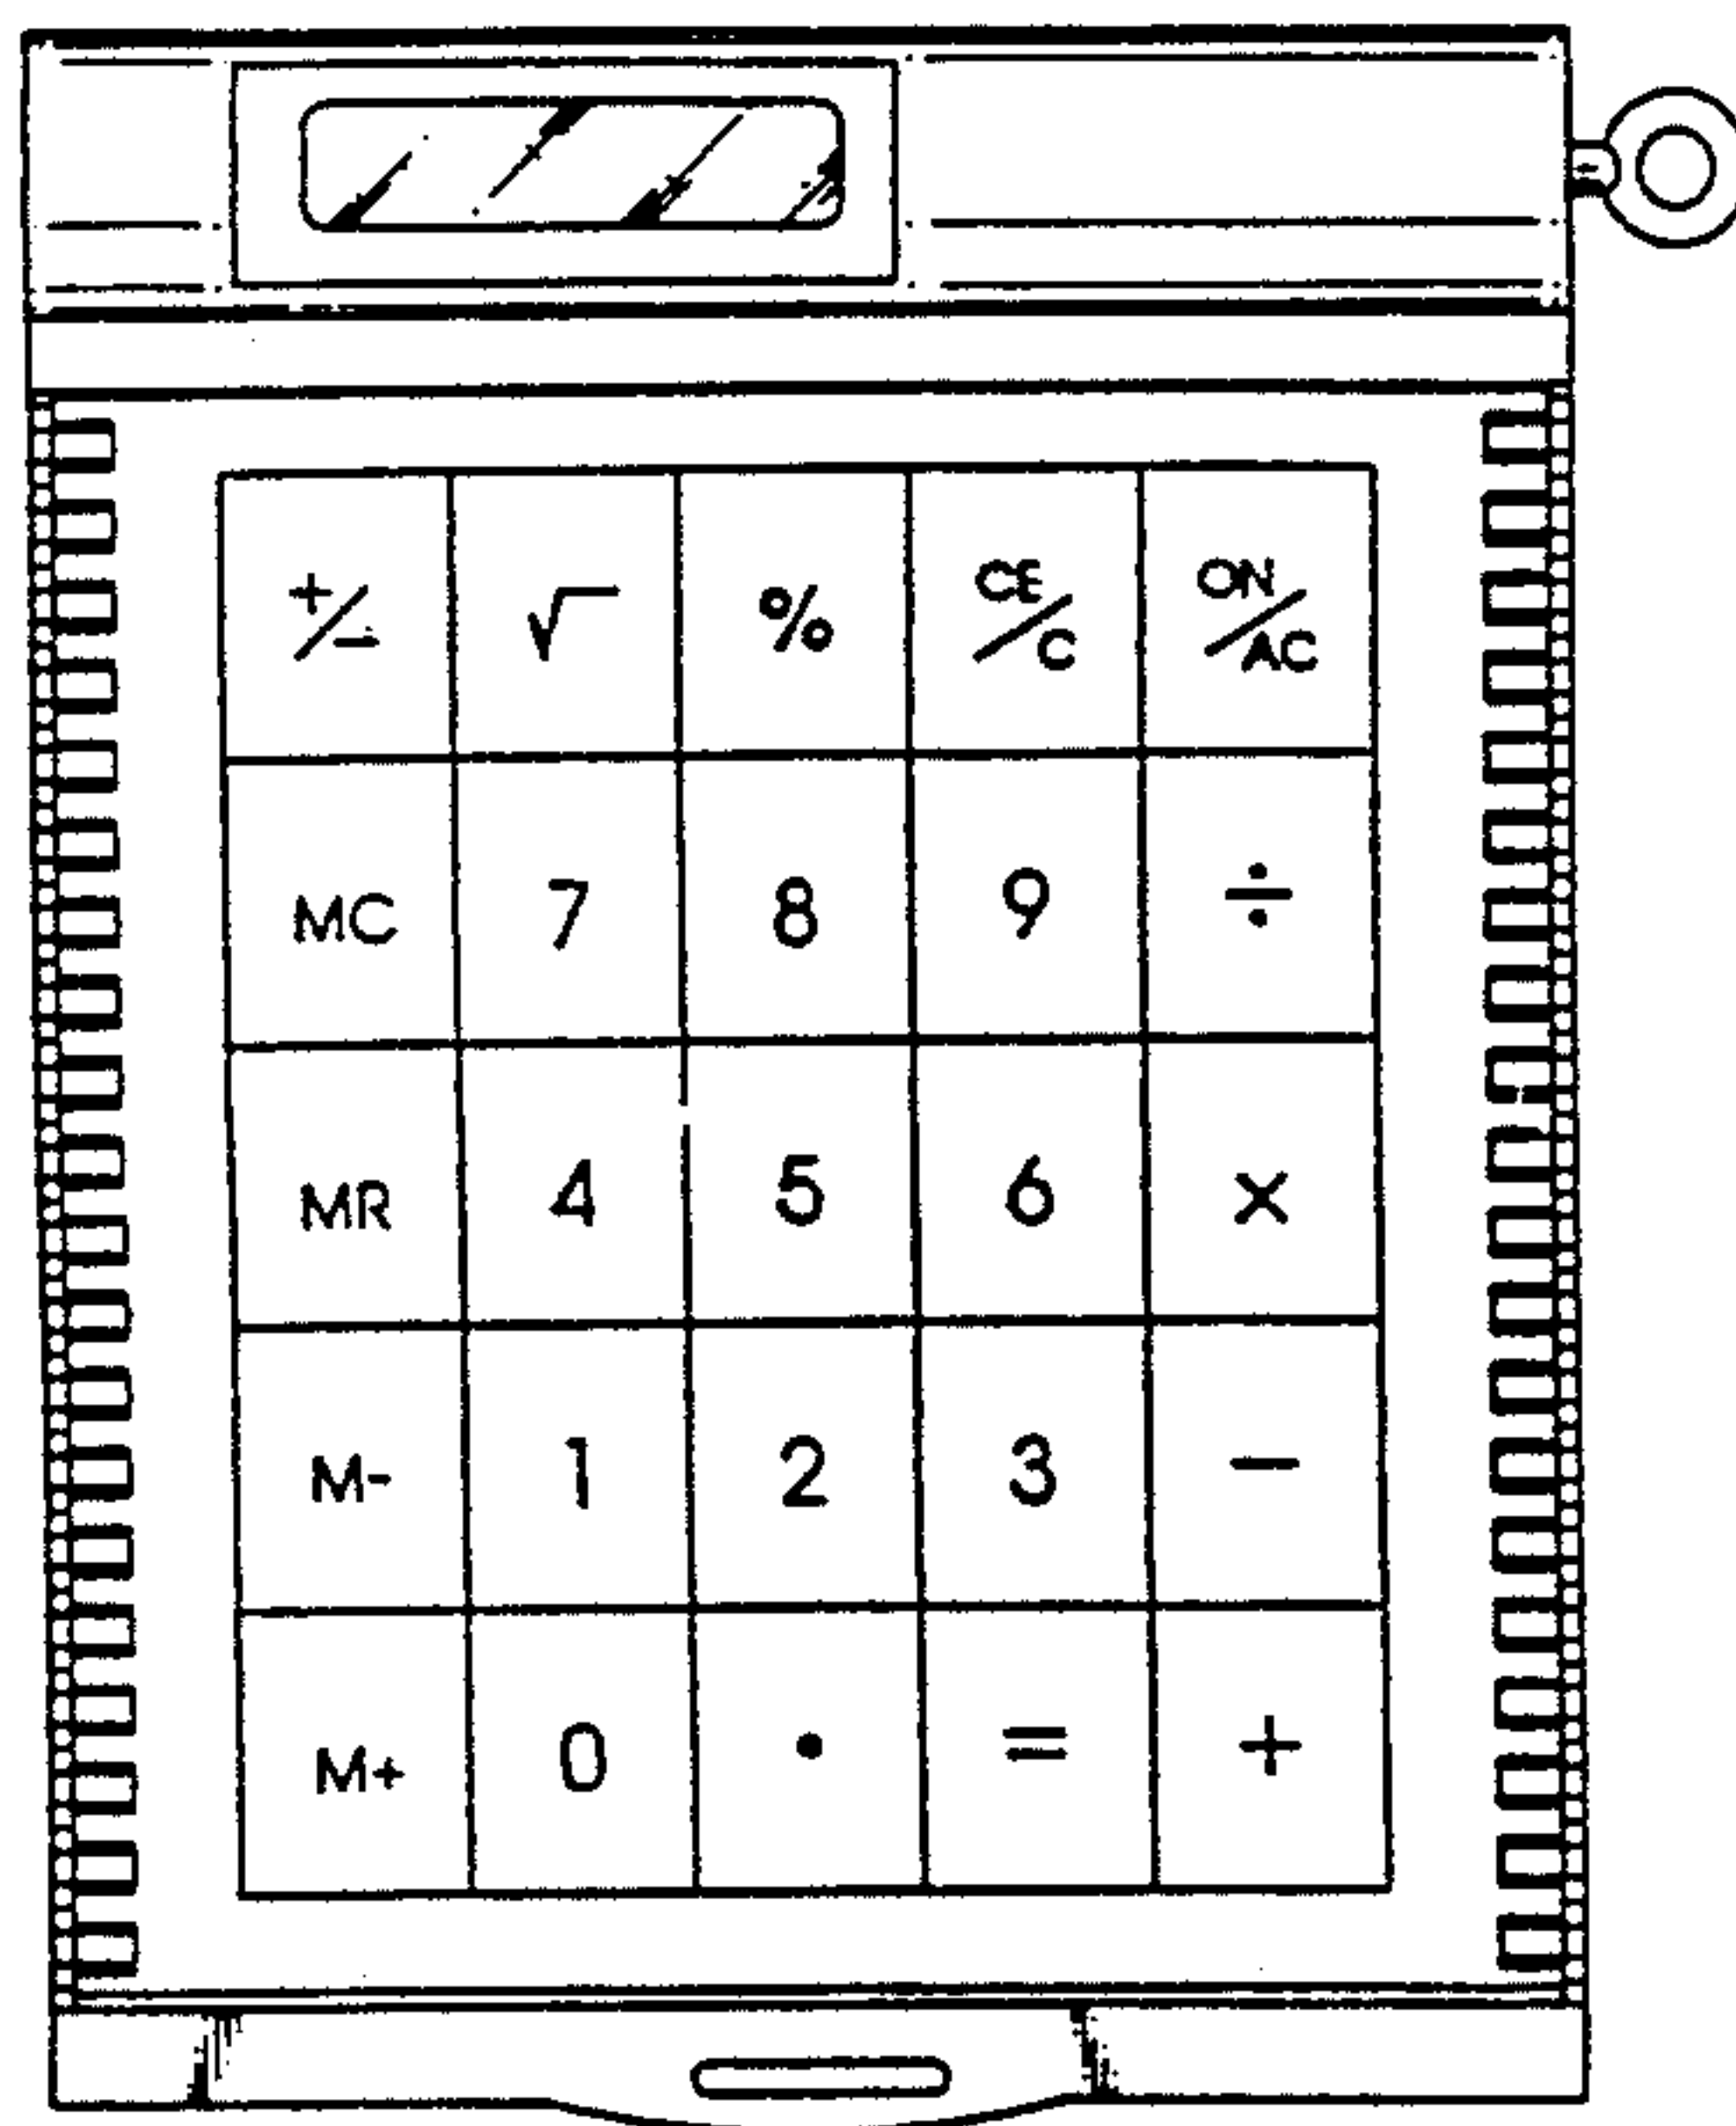 +/- √ % CE/C ON/AC
MC 7 8 9 ÷
MR 4 5 6 ×
M- 1 2 3 −
M+ 0 • = +